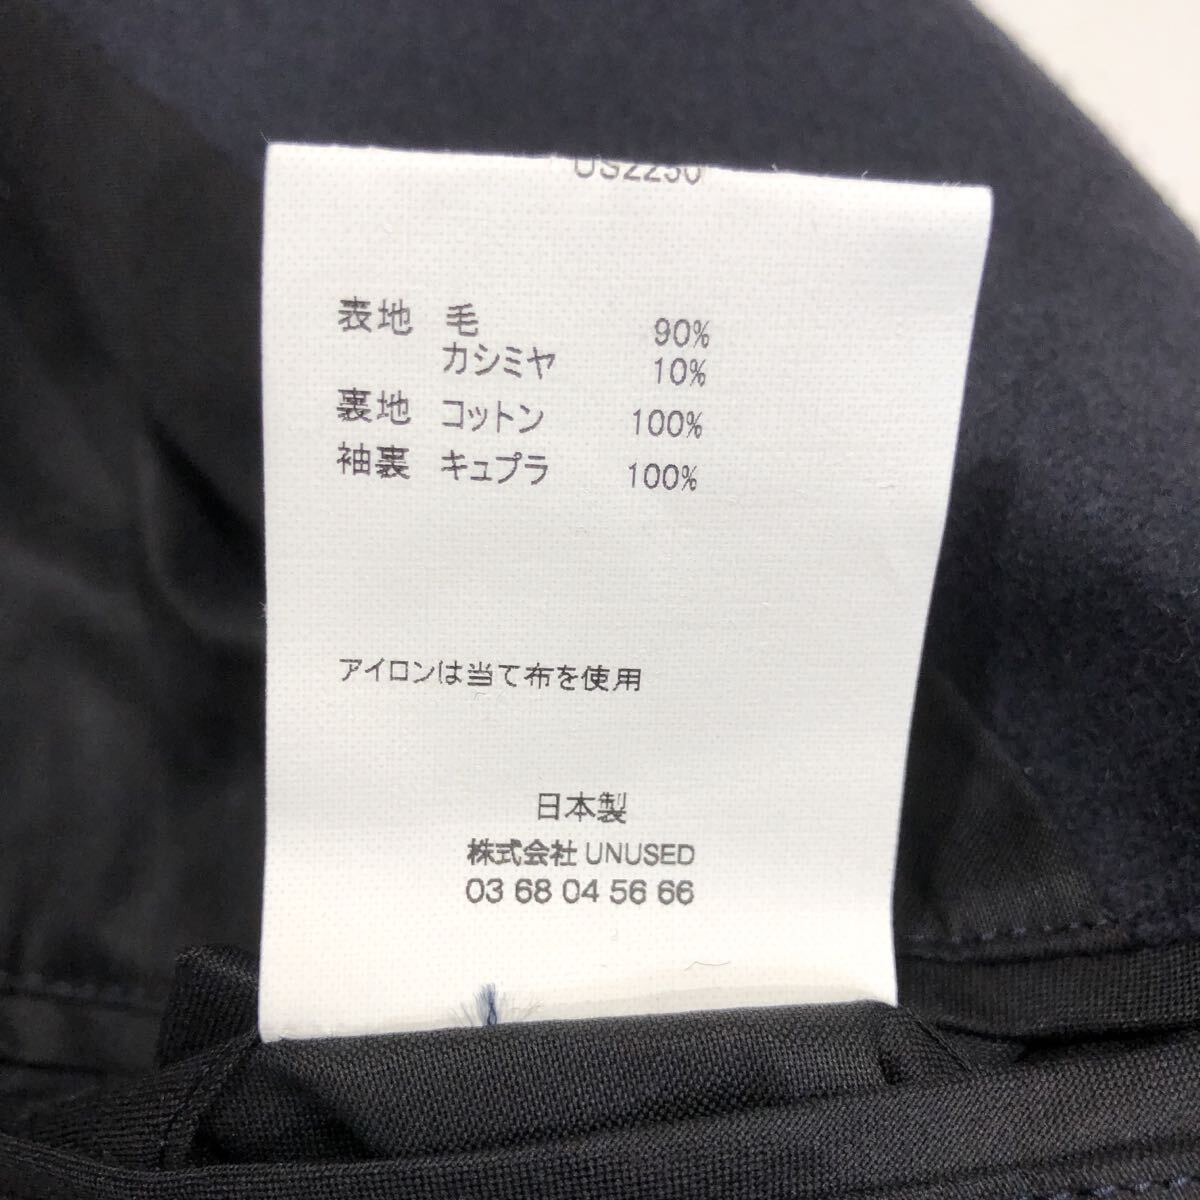 US2230
表地 毛 90%
カシミヤ 10%
裏地 コットン 100%
袖裏 キュプラ 100%
アイロンは当て布を使用
日本製
株式会社 UNUSED
03 68 04 56 66